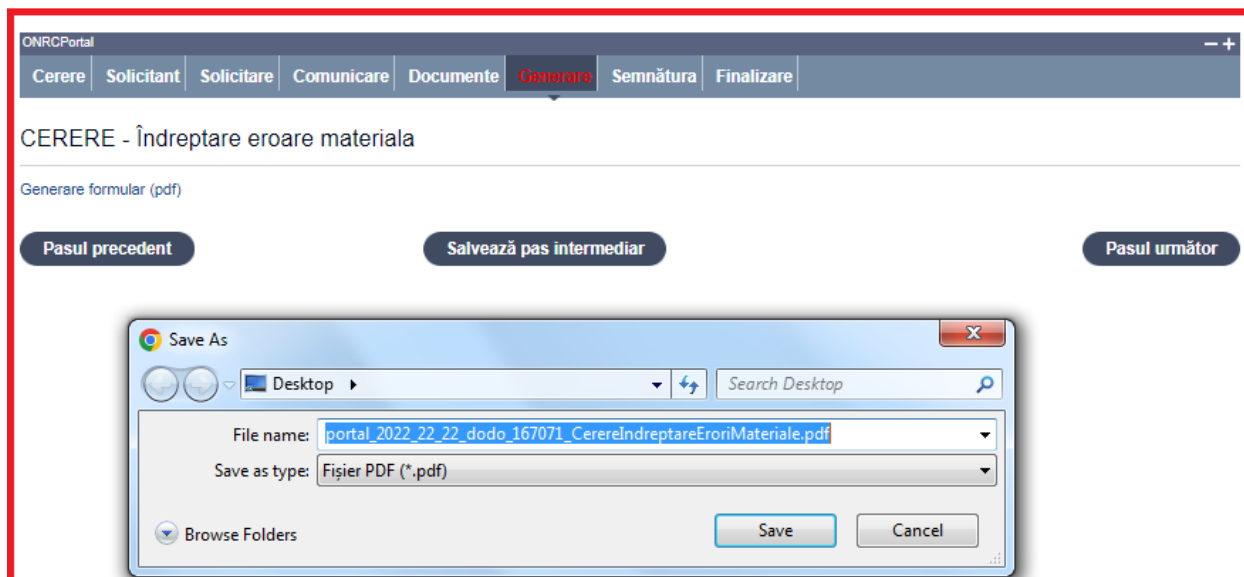 ONRCPortal
Cerere Solicitant Solicitare Comunicare Documente Generare Semnătura Finalizare
CERERE - Îndreptare eroare materiala
Generare formular (pdf)
Pasul precedent Salvează pas intermediar Pasul următor
Save As
Desktop Search Desktop
File name: portal_2022_22_22_dodo_167071_CerereIndreptareEroriMateriale.pdf
Save as type: Fișier PDF (*.pdf)
Browse Folders Save Cancel